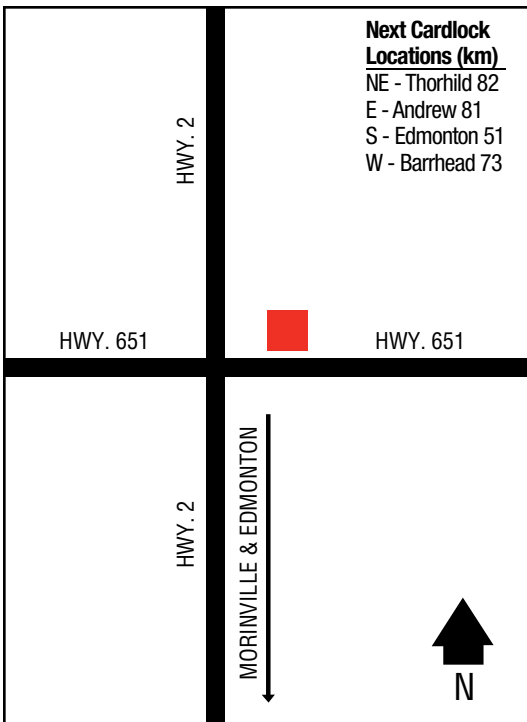 Next Cardlock
Locations (km)
NE - Thorhild 82
E - Andrew 81
S - Edmonton 51
W - Barrhead 73
HWY. 2
HWY. 651
HWY. 651
HWY. 2
MORINVILLE & EDMONTON
N